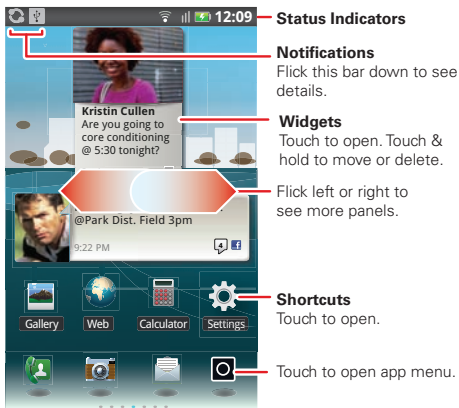 12:09
Status Indicators
Notifications
Flick this bar down to see
details.
Kristin Cullen
Are you going to
core conditioning
@ 5:30 tonight?
Widgets
Touch to open. Touch &
hold to move or delete.
Flick left or right to
see more panels.
@Park Dist. Field 3pm
9:22 PM
4
Gallery
Web
Calculator
Settings
Shortcuts
Touch to open.
Touch to open app menu.